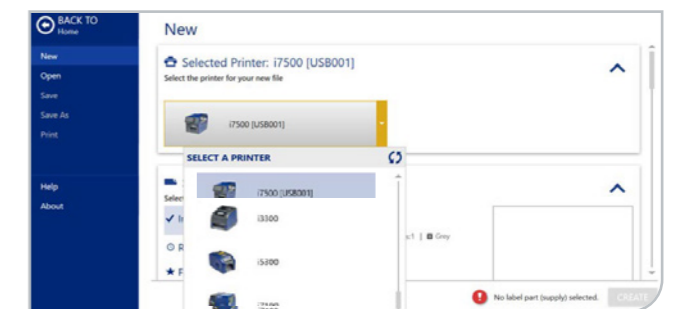 BACK TO
Home
New
New
Selected Printer: i7500 [USB001]
Select the printer for your new file
Open
Save
Save As
Print
i7500 [USB001]
SELECT A PRINTER
i7500 [USB001]
i3300
i5300
Help
About
Grey
No label part (supply) selected.
CREATE